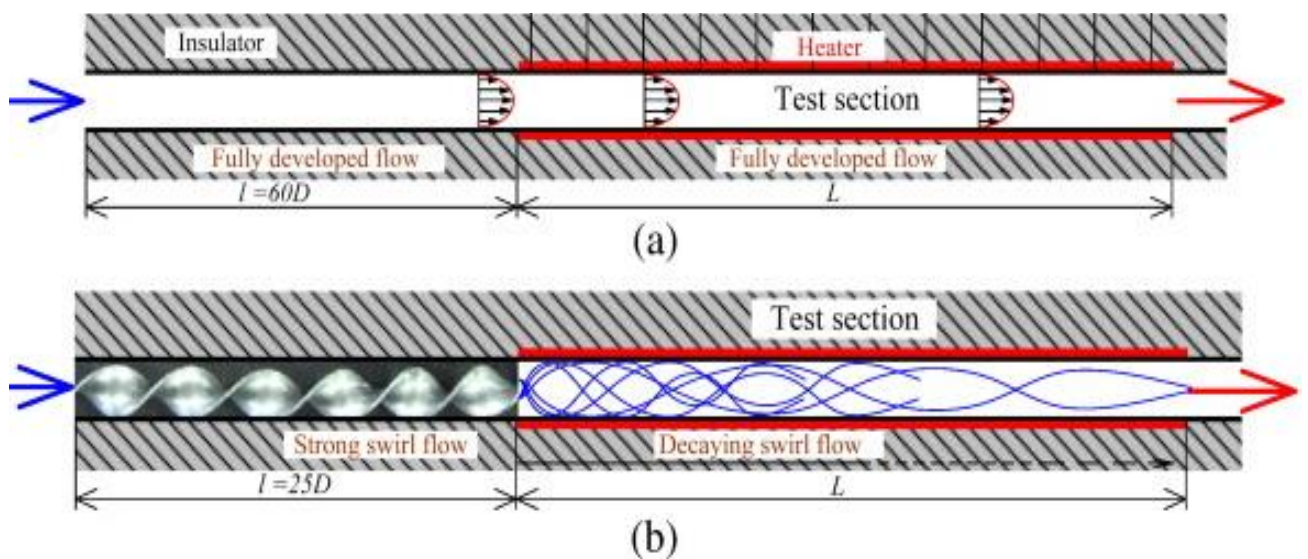 Insulator
Heater
Test section
Fully developed flow
Fully developed flow
l =60D
L
(a)
Test section
Strong swirl flow
Decaying swirl flow
l =25D
L
(b)